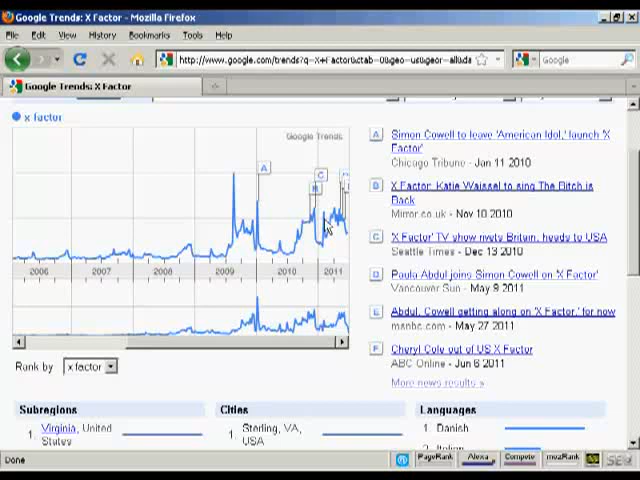 Google Trends: X Factor - Mozilla Firefox
File Edit View History Bookmarks Tools Help
Google
Google Trends: X Factor
x factor
Google Trends
A
C
B
2006 2007 2008 2009 2010 2011
A Simon Cowell to leave 'American Idol,' launch 'X Factor'
Chicago Tribune - Jan 11 2010
B X Factor: Katie Waissel to sing The Bitch is Back
Mirror.co.uk - Nov 10 2010
C 'X Factor' TV show rivets Britain, heads to USA
Seattle Times - Dec 13 2010
D Paula Abdul joins Simon Cowell on 'X Factor'
Vancouver Sun - May 9 2011
E Abdul, Cowell getting along on 'X Factor,' for now
msnbc.com - May 27 2011
F Cheryl Cole out of US X Factor
ABC Online - Jun 6 2011
More news results »
Rank by x factor
Subregions Cities Languages
1. Virginia, United States
1. Sterling, VA, USA
1. Danish
Italian
Done
PageRank Alexa Compete mozRank